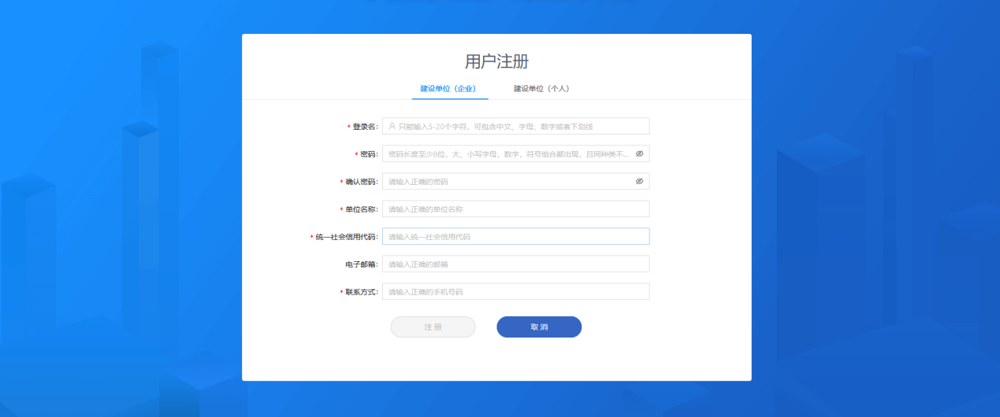 用户注册
建设单位（企业） 建设单位（个人）
* 登录名: 只能输入5-20个字符，可包含中文、字母、数字或者下划线
* 密码: 密码长度至少8位，大、小写字母，数字，符号组合都出现，且同种类不...
* 确认密码: 请输入正确的密码
* 单位名称: 请输入正确的单位名称
* 统一社会信用代码: 请输入统一社会信用代码
电子邮箱: 请输入正确的邮箱
* 联系方式: 请输入正确的手机号码
注 册 取 消